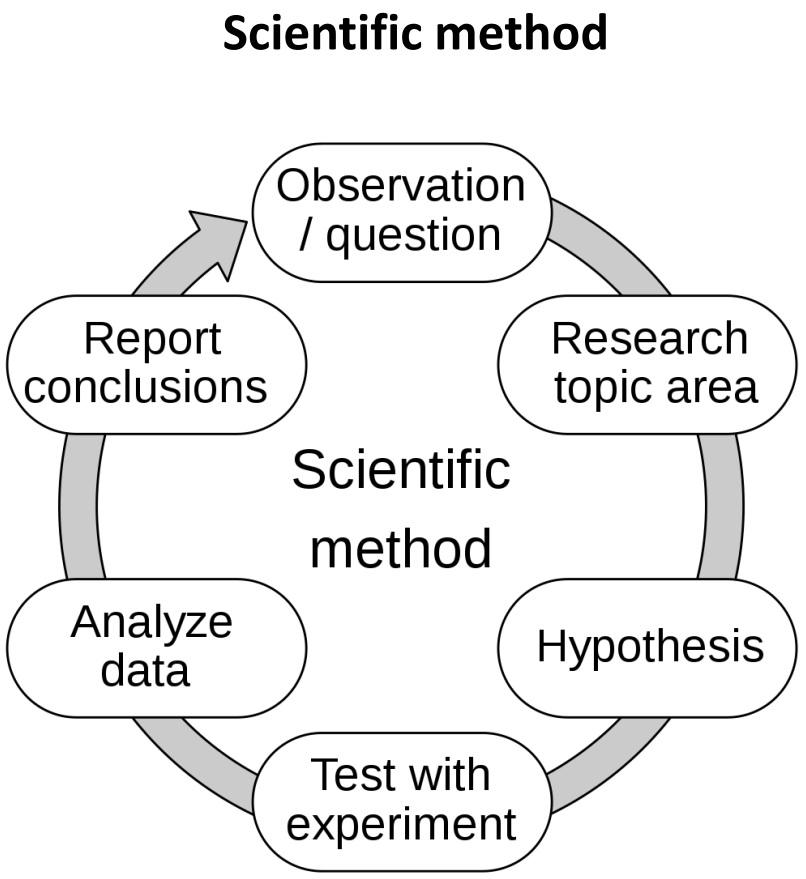 Scientific method
Observation
/ question
Research
topic area
Hypothesis
Test with
experiment
Analyze
data
Report
conclusions
Scientific
method